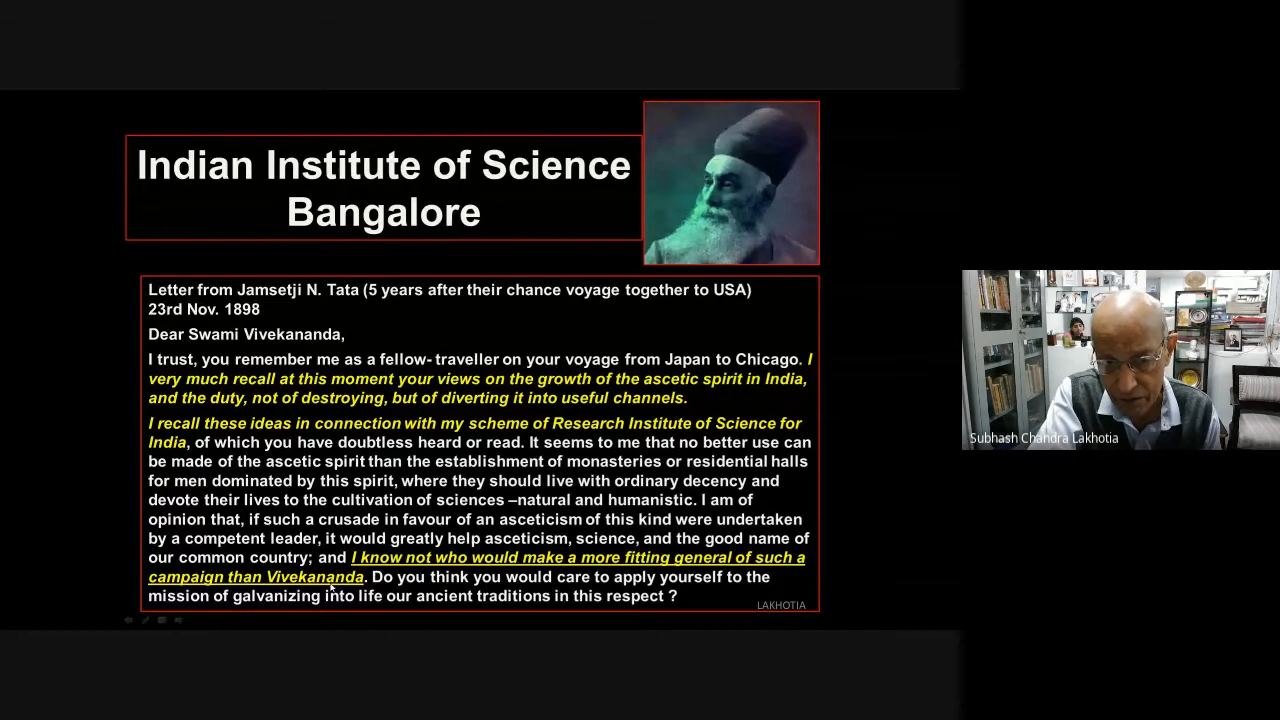 Indian Institute of Science
Bangalore
Letter from Jamsetji N. Tata (5 years after their chance voyage together to USA)
23rd Nov. 1898
Dear Swami Vivekananda,
I trust, you remember me as a fellow- traveller on your voyage from Japan to Chicago. I
very much recall at this moment your views on the growth of the ascetic spirit in India,
and the duty, not of destroying, but of diverting it into useful channels.
I recall these ideas in connection with my scheme of Research Institute of Science for
India, of which you have doubtless heard or read. It seems to me that no better use can
be made of the ascetic spirit than the establishment of monasteries or residential halls
for men dominated by this spirit, where they should live with ordinary decency and
devote their lives to the cultivation of sciences –natural and humanistic. I am of
opinion that, if such a crusade in favour of an asceticism of this kind were undertaken
by a competent leader, it would greatly help asceticism, science, and the good name of
our common country; and I know not who would make a more fitting general of such a
campaign than Vivekananda. Do you think you would care to apply yourself to the
mission of galvanizing into life our ancient traditions in this respect ?
LAKHOTIA
Subhash Chandra Lakhotia